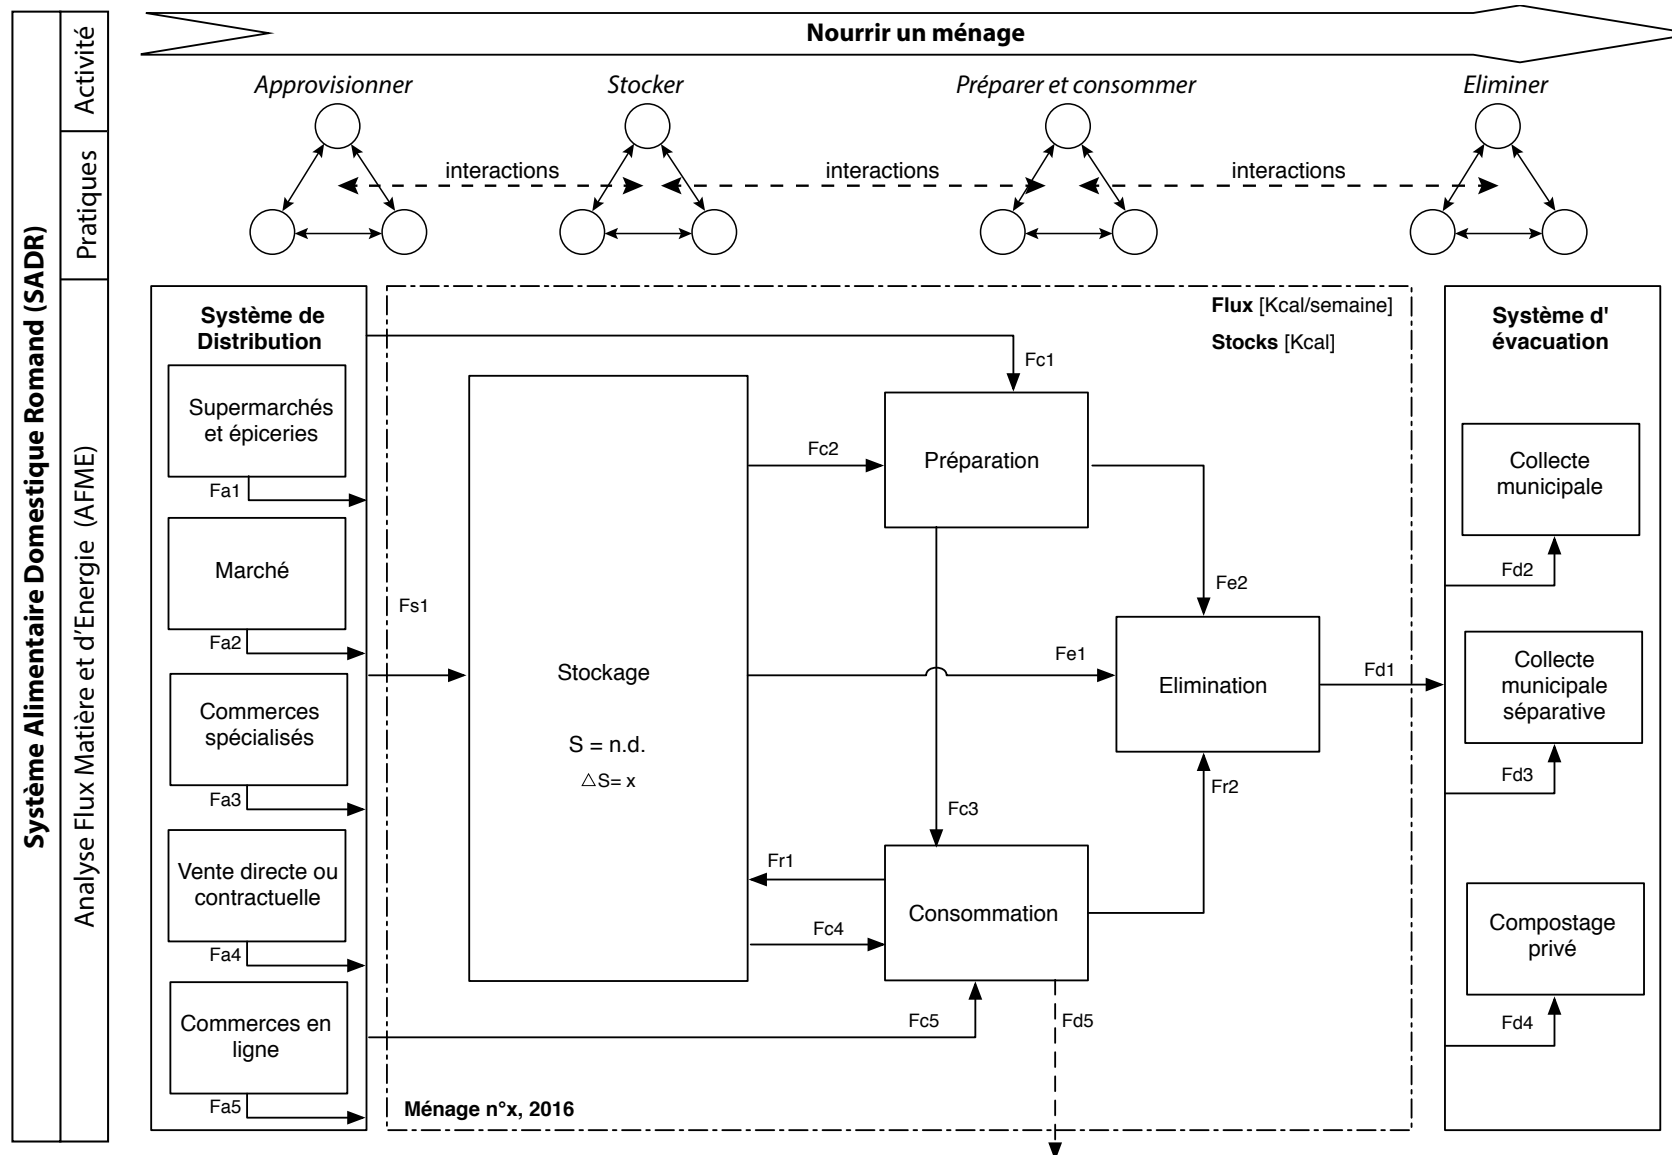 Système Alimentaire Domestique Romand (SADR)
Activité
Pratiques
Analyse Flux Matière et d'Energie (AFME)
Nourrir un ménage
Approvisionner
Stocker
Préparer et consommer
Eliminer
interactions
interactions
interactions
Système de
Distribution
Supermarchés
et épiceries
Fa1
Marché
Fa2
Commerces
spécialisés
Fa3
Vente directe ou
contractuelle
Fa4
Commerces en
ligne
Fa5
Flux [Kcal/semaine]
Stocks [Kcal]
Fc1
Fs1
Stockage
S = n.d.
△S= x
Fc2
Préparation
Fe2
Fe1
Elimination
Fd1
Fc3
Fr2
Fr1
Fc4
Consommation
Fc5
Fd5
Ménage n°x, 2016
Système d'
évacuation
Collecte
municipale
Fd2
Collecte
municipale
séparative
Fd3
Compostage
privé
Fd4